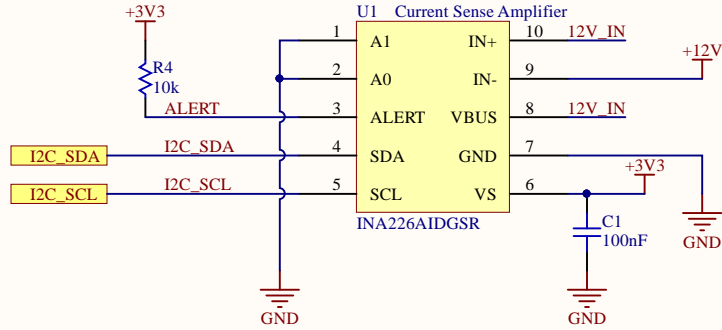 U1 Current Sense Amplifier
+3V3
1 A1 IN+ 10 12V_IN
+12V
R4
10k
2 A0 IN- 9
ALERT 3 ALERT VBUS 8 12V_IN
I2C_SDA I2C_SDA 4 SDA GND 7
+3V3
I2C_SCL I2C_SCL 5 SCL VS 6
INA226AIDGSR
C1
100nF
GND
GND
GND